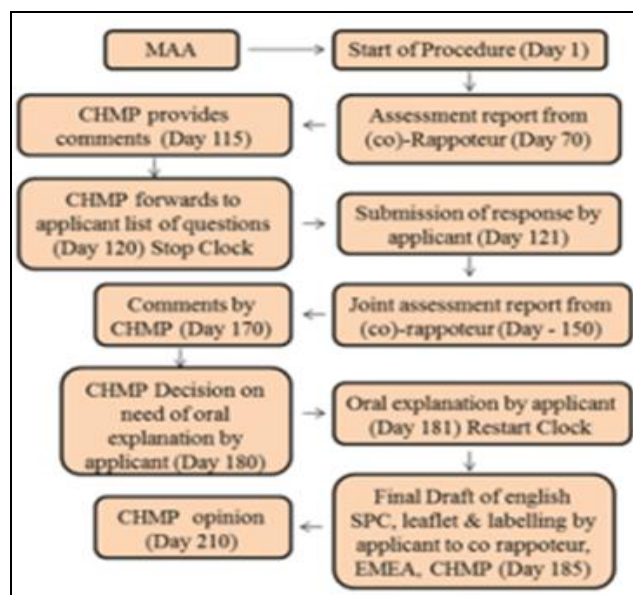 MAA
Start of Procedure (Day 1)
Assessment report from
(co)-Rappoteur (Day 70)
CHMP provides
comments (Day 115)
CHMP forwards to
applicant list of questions
(Day 120) Stop Clock
Submission of response by
applicant (Day 121)
Joint assessment report from
(co)-rappoteur (Day - 150)
Comments by
CHMP (Day 170)
CHMP Decision on
need of oral
explanation by
applicant (Day 180)
Oral explanation by applicant
(Day 181) Restart Clock
Final Draft of english
SPC, leaflet & labelling by
applicant to co rappoteur,
EMEA, CHMP (Day 185)
CHMP opinion
(Day 210)